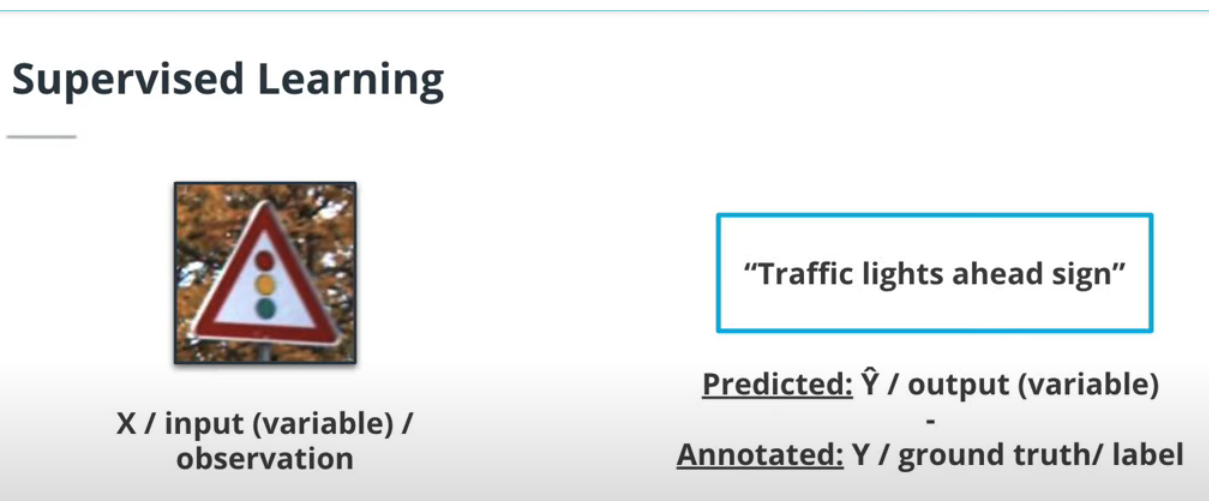 Supervised Learning
“Traffic lights ahead sign”
X / input (variable) /
observation
Predicted: Ŷ / output (variable)
-
Annotated: Y / ground truth/ label